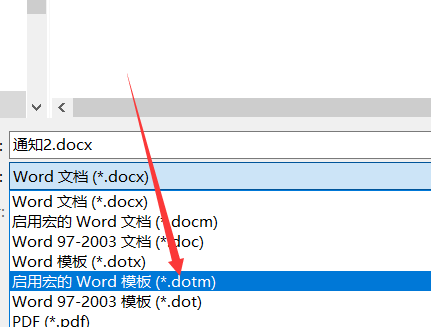 通知2.docx
Word 文档 (*.docx)
Word 文档 (*.docx)
启用宏的 Word 文档 (*.docm)
Word 97-2003 文档 (*.doc)
Word 模板 (*.dotx)
启用宏的 Word 模板 (*.dotm)
Word 97-2003 模板 (*.dot)
PDF (*.pdf)